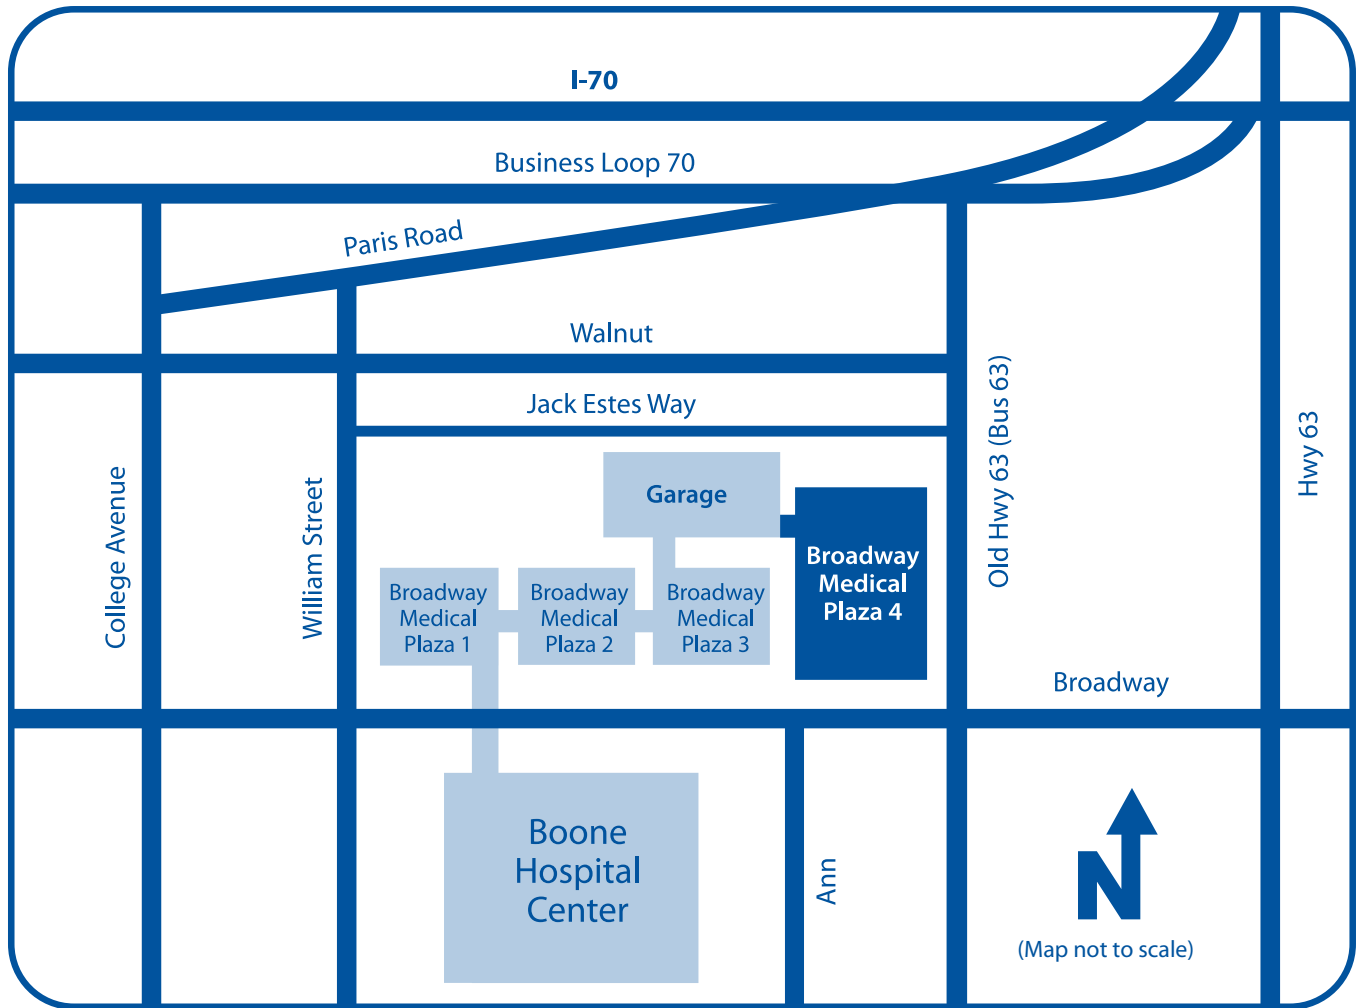 I-70
Business Loop 70
Paris Road
Walnut
Jack Estes Way
College Avenue
William Street
Old Hwy 63 (Bus 63)
Hwy 63
Garage
Broadway
Medical
Plaza 1
Broadway
Medical
Plaza 2
Broadway
Medical
Plaza 3
Broadway
Medical
Plaza 4
Broadway
Boone
Hospital
Center
Ann
N
(Map not to scale)